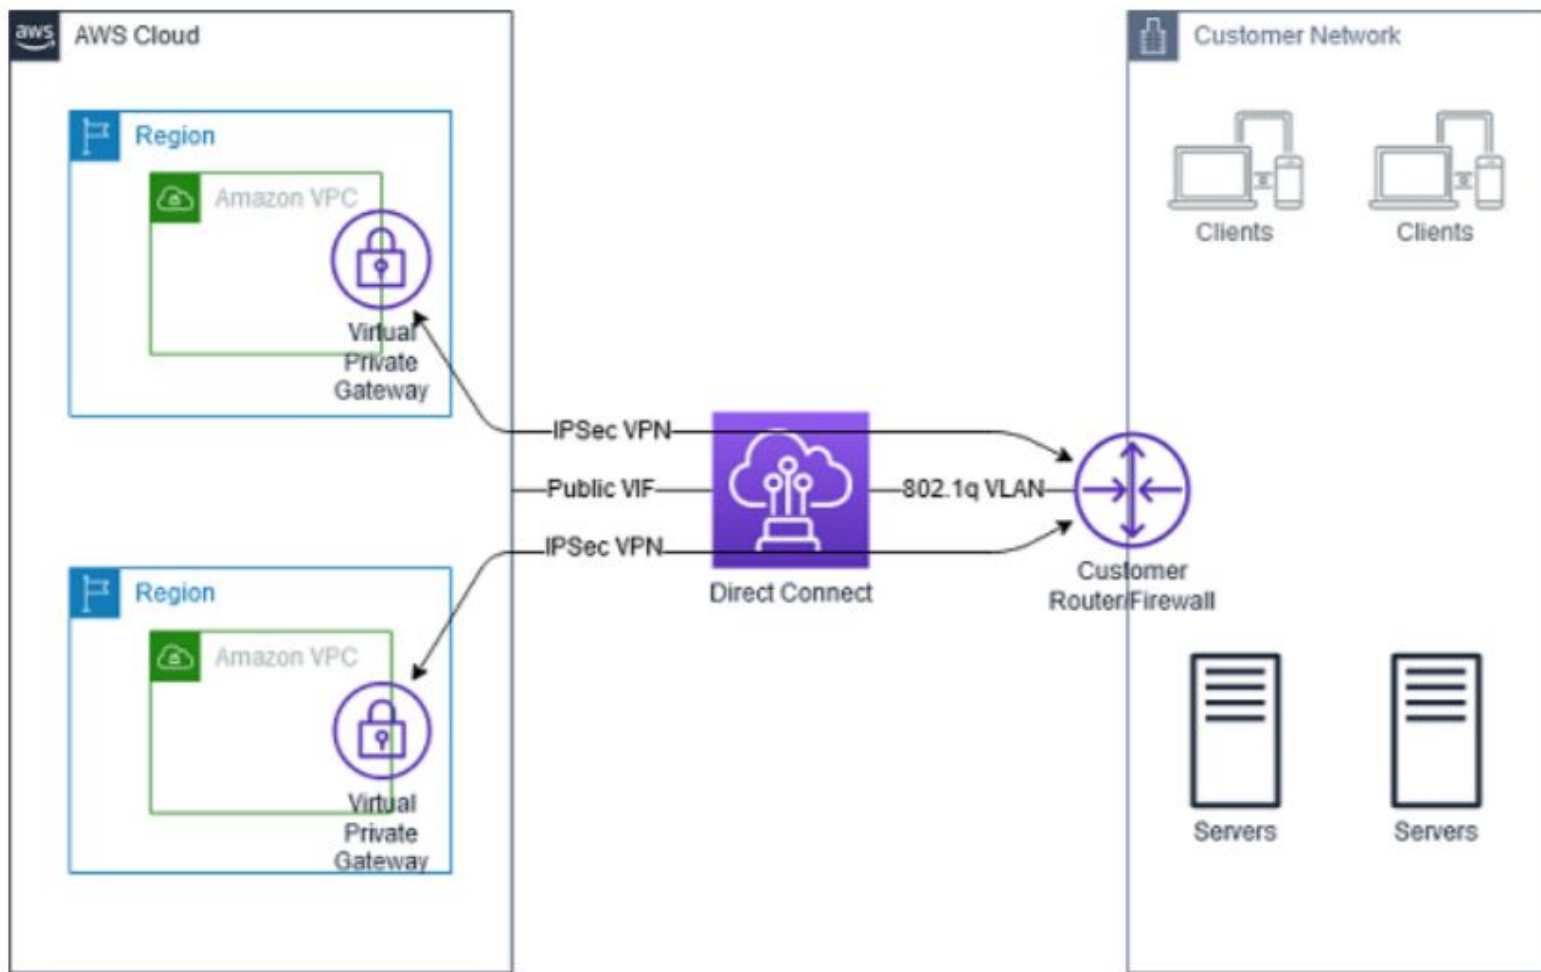 aws
AWS Cloud
Customer Network
Region
Amazon VPC
Virtual
Private
Gateway
Clients
Clients
IPSec VPN
Public VIF
802.1q VLAN
IPSec VPN
Direct Connect
Customer
Router/Firewall
Region
Amazon VPC
Virtual
Private
Gateway
Servers
Servers